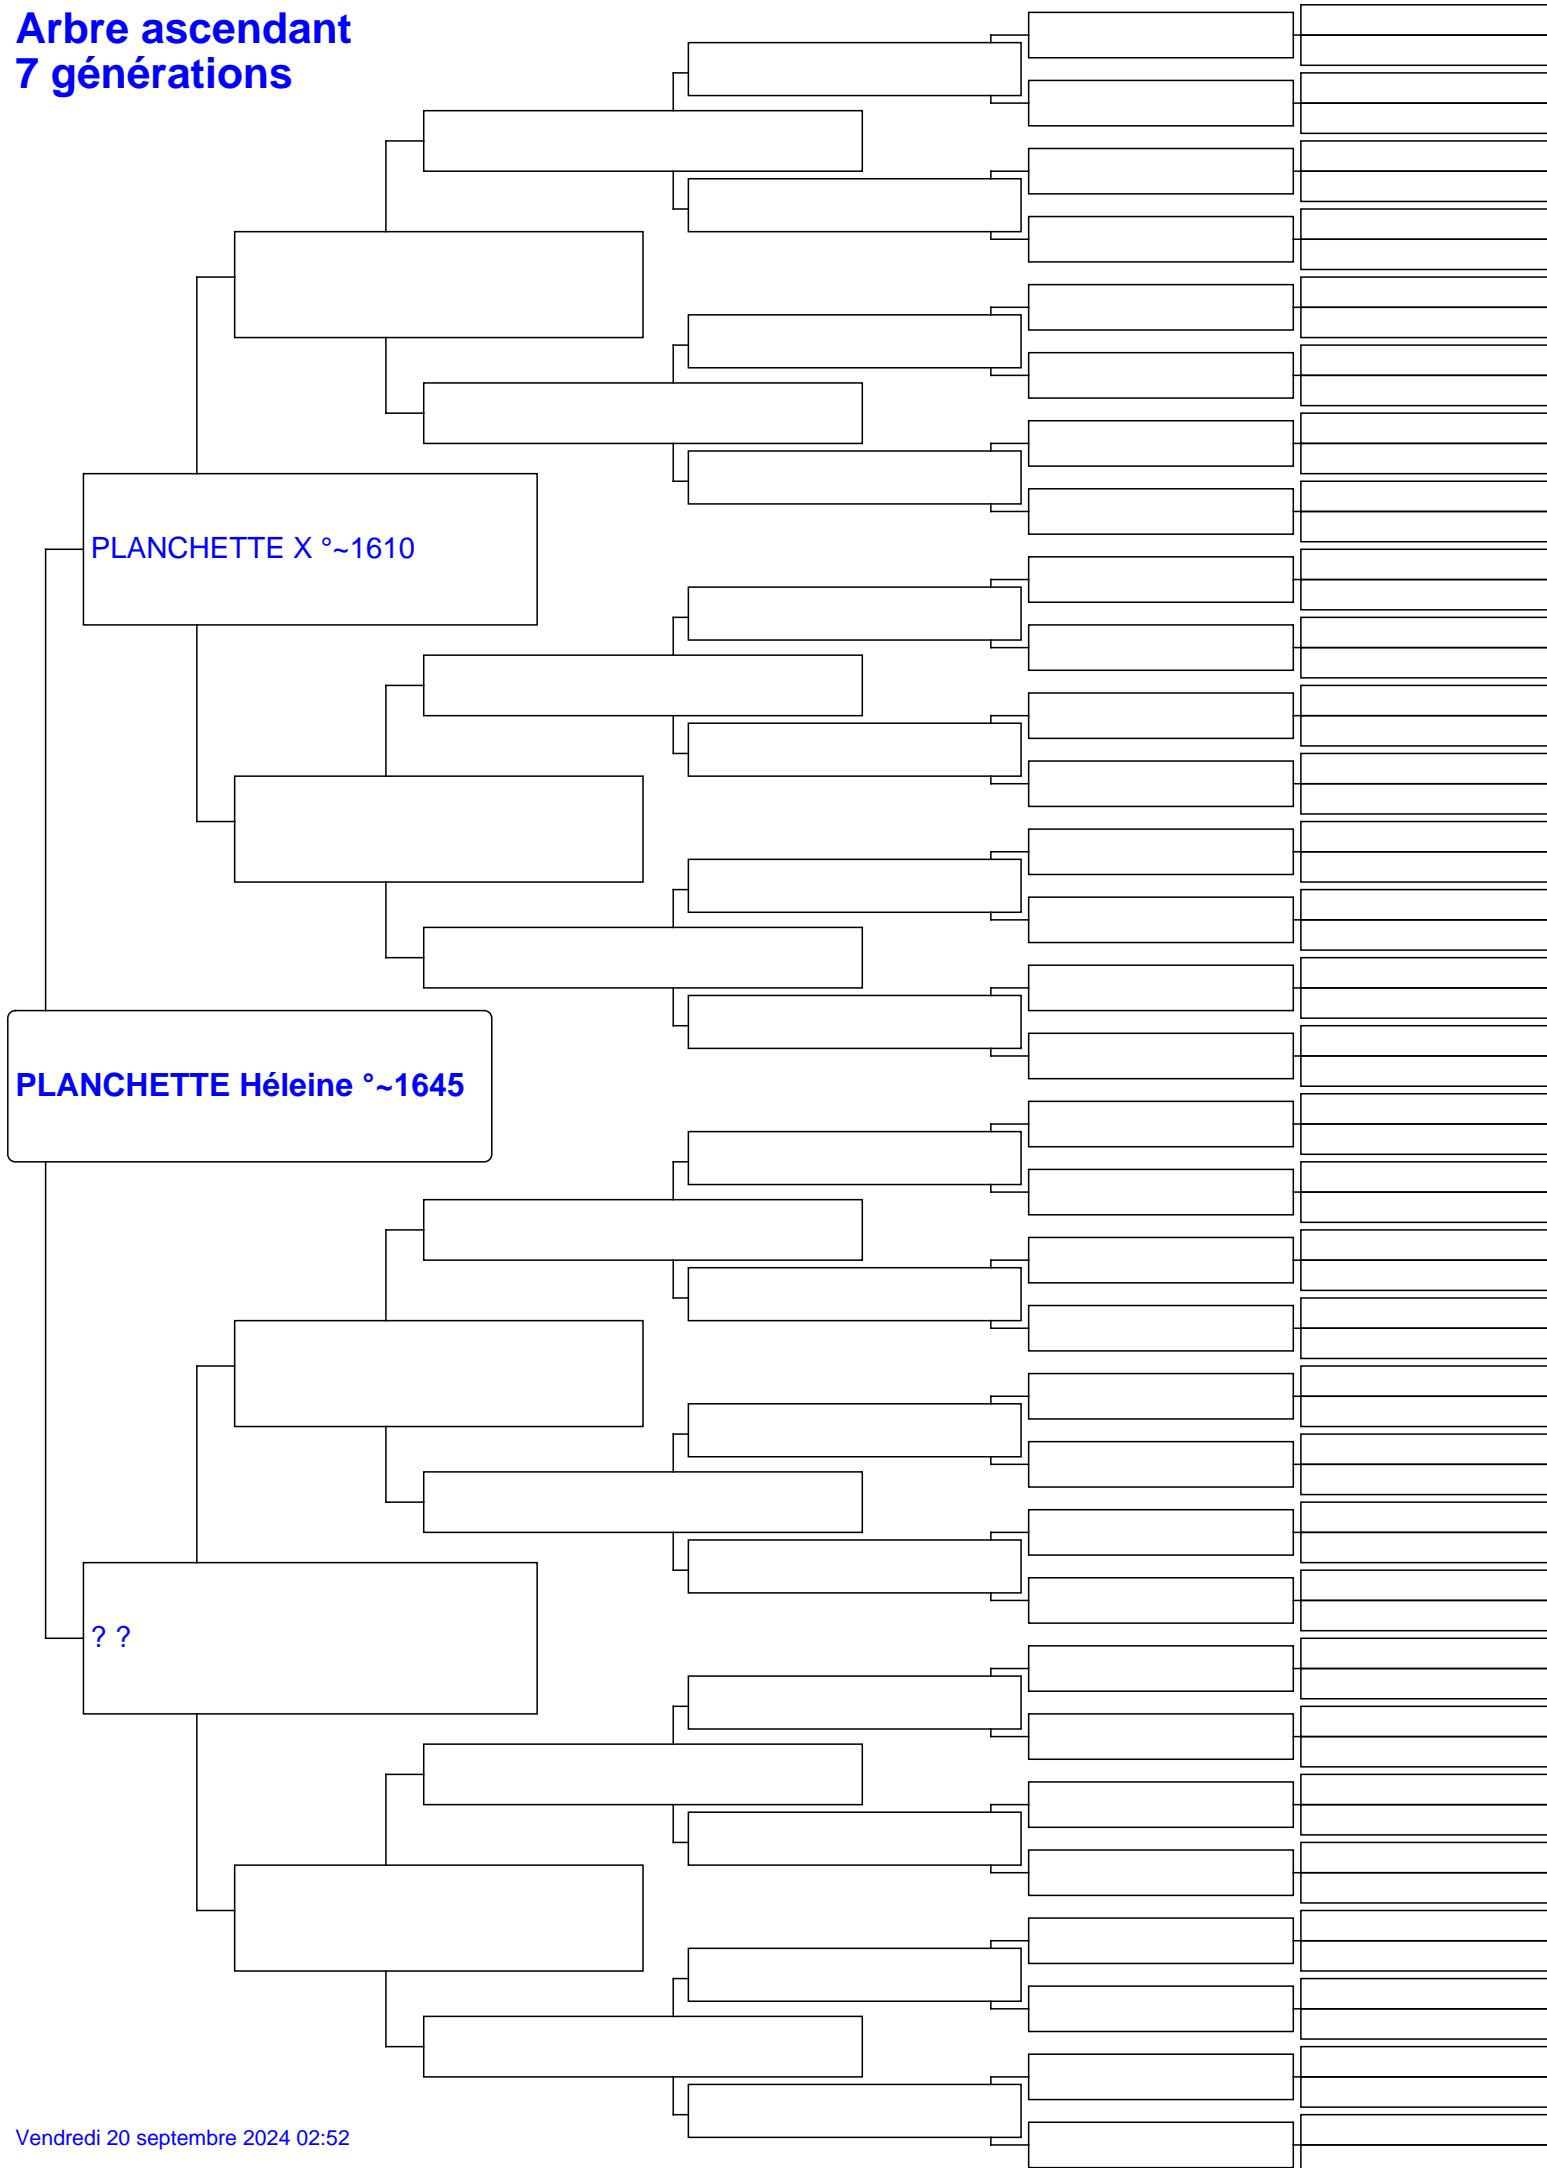 Arbre ascendant
7 générations
PLANCHETTE X °~1610
PLANCHETTE Héleine °~1645
? ?
Vendredi 20 septembre 2024 02:52